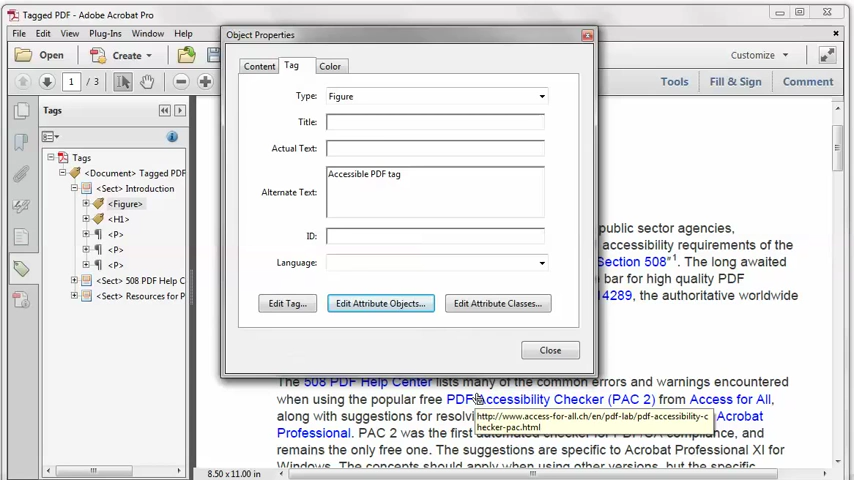 Tagged PDF - Adobe Acrobat Pro
File Edit View Plug-Ins Window Help
Open Create Customize
1 / 3 Tools Fill & Sign Comment
Tags
Tags
<Document> Tagged PD
<Sect> Introduction
<Figure>
<H1>
<P>
<P>
<P>
<Sect> 508 PDF Help C
<Sect> Resources for P
Object Properties
Content Tag Color
Type: Figure
Title:
Actual Text:
Alternate Text: Accessible PDF tag
ID:
Language:
Edit Tag... Edit Attribute Objects... Edit Attribute Classes...
Close
public sector agencies,
accessibility requirements of the
Section 508"1. The long awaited
bar for high quality PDF
14289, the authoritative worldwide
The 508 PDF Help Center lists many of the common errors and warnings encountered
when using the popular free PDF Accessibility Checker (PAC 2) from Access for All,
along with suggestions for resolvi Acrobat
http://www.access-for-all.ch/en/pdf-lab/pdf-accessibility-c
hecker-pac.html
Professional. PAC 2 was the first automated checker for PDF/UA compliance, and
remains the only free one. The suggestions are specific to Acrobat Professional XI for
Windows. The concepts should apply when using other versions, but the specific
8.50 x 11.00 in